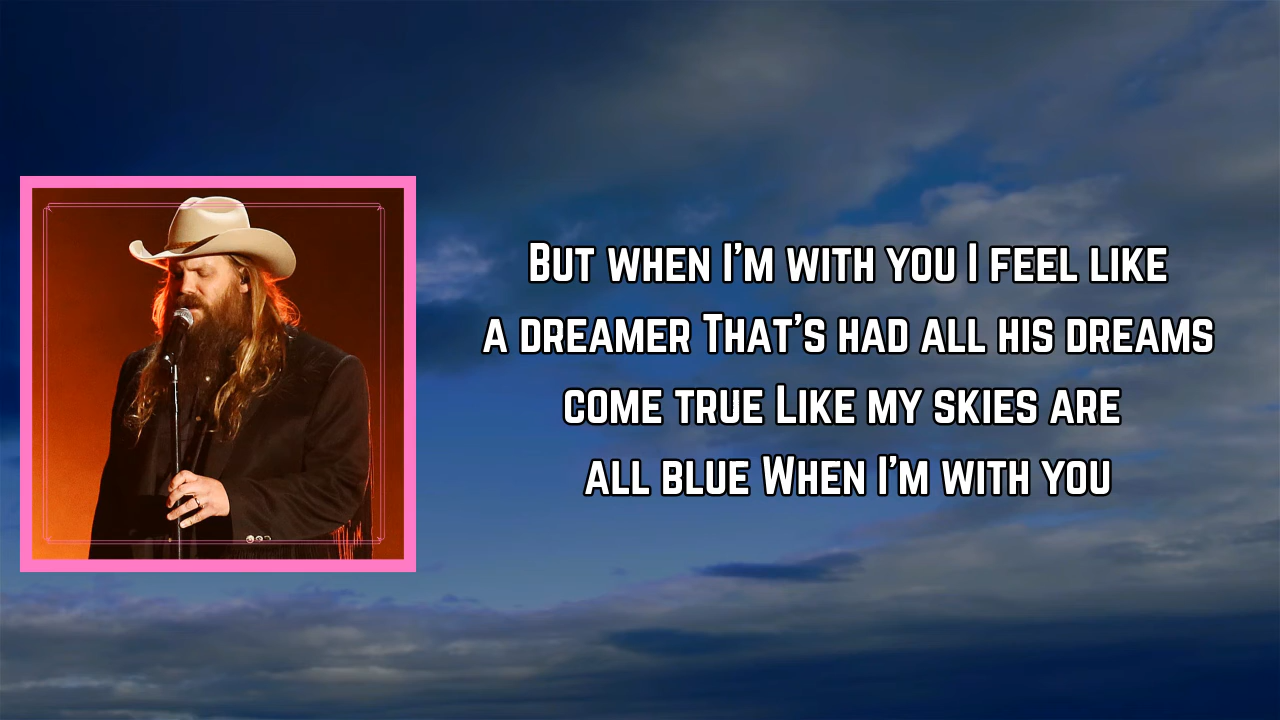 But when I'm with you I feel like
a dreamer That's had all his dreams
come true Like my skies are
all blue When I'm with you